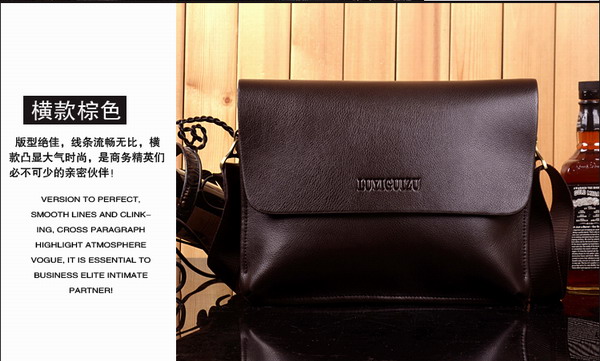 横款棕色
版型绝佳，线条流畅无比，横
款凸显大气时尚，是商务精英们
必不可少的亲密伙伴！
VERSION TO PERFECT,
SMOOTH LINES AND CLINK-
ING, CROSS PARAGRAPH
HIGHLIGHT ATMOSPHERE
VOGUE, IT IS ESSENTIAL TO
BUSINESS ELITE INTIMATE
PARTNER!
LUYIGUIZU